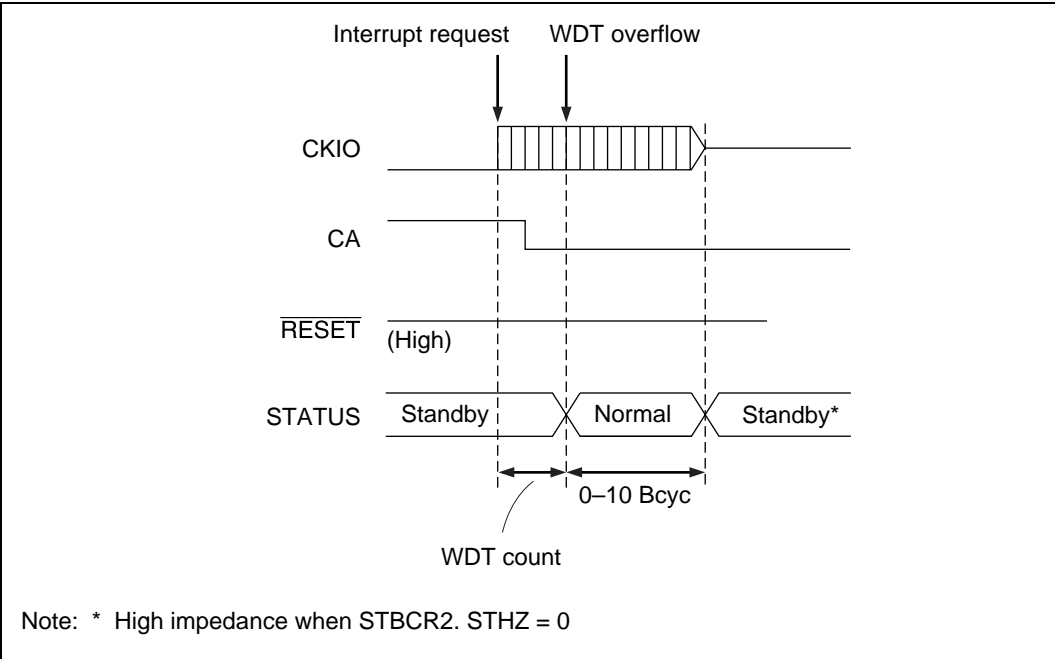 Interrupt request WDT overflow
CKIO
CA
RESET (High)
STATUS Standby Normal Standby*
0–10 Bcyc
WDT count
Note: * High impedance when STBCR2. STHZ = 0